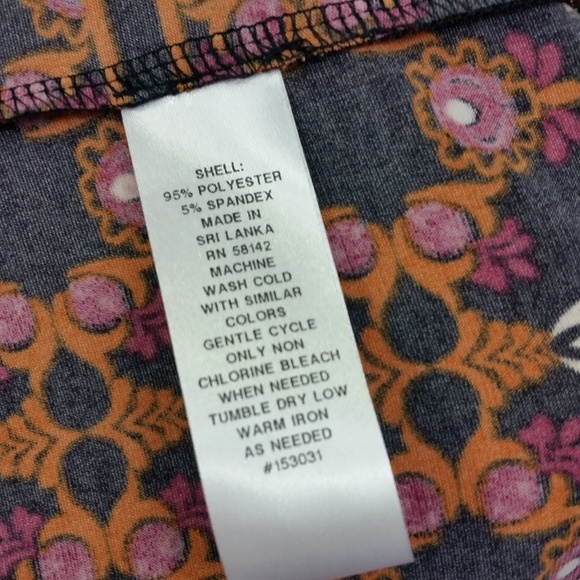 SHELL:
95% POLYESTER
5% SPANDEX
MADE IN
SRI LANKA
RN 58142
MACHINE
WASH COLD
WITH SIMILAR
COLORS
GENTLE CYCLE
ONLY NON
CHLORINE BLEACH
WHEN NEEDED
TUMBLE DRY LOW
WARM IRON
AS NEEDED
#153031